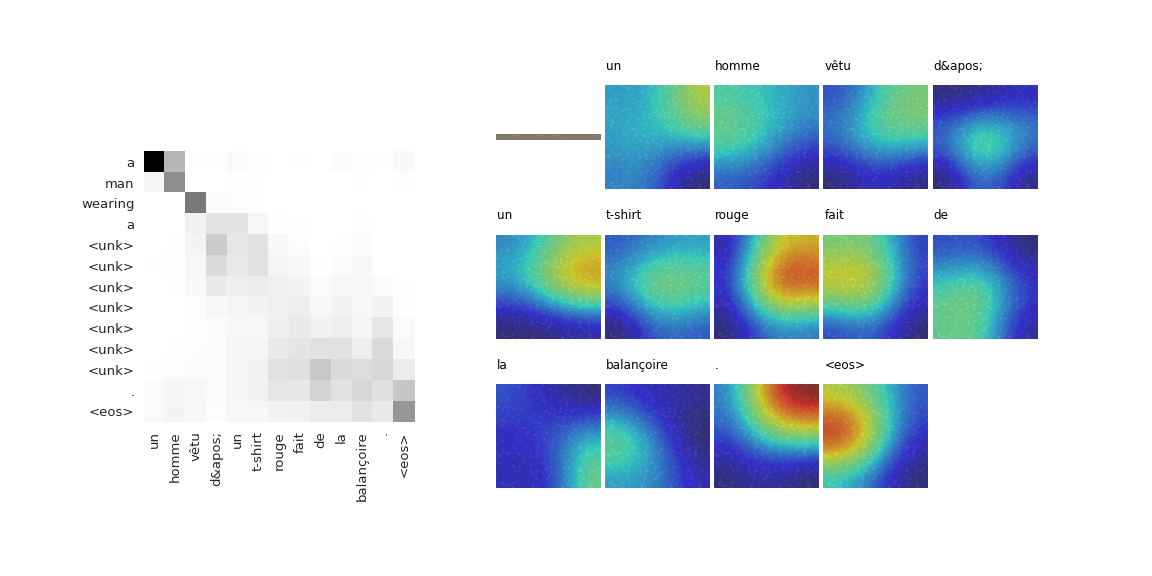 a
man
wearing
a
<unk>
<unk>
<unk>
<unk>
<unk>
<unk>
<unk>
.
<eos>
un
homme
vêtu
d&apos;
un
t-shirt
rouge
fait
de
la
balançoire
.
<eos>
un homme vêtu d&apos;
un t-shirt rouge fait de
la balançoire . <eos>